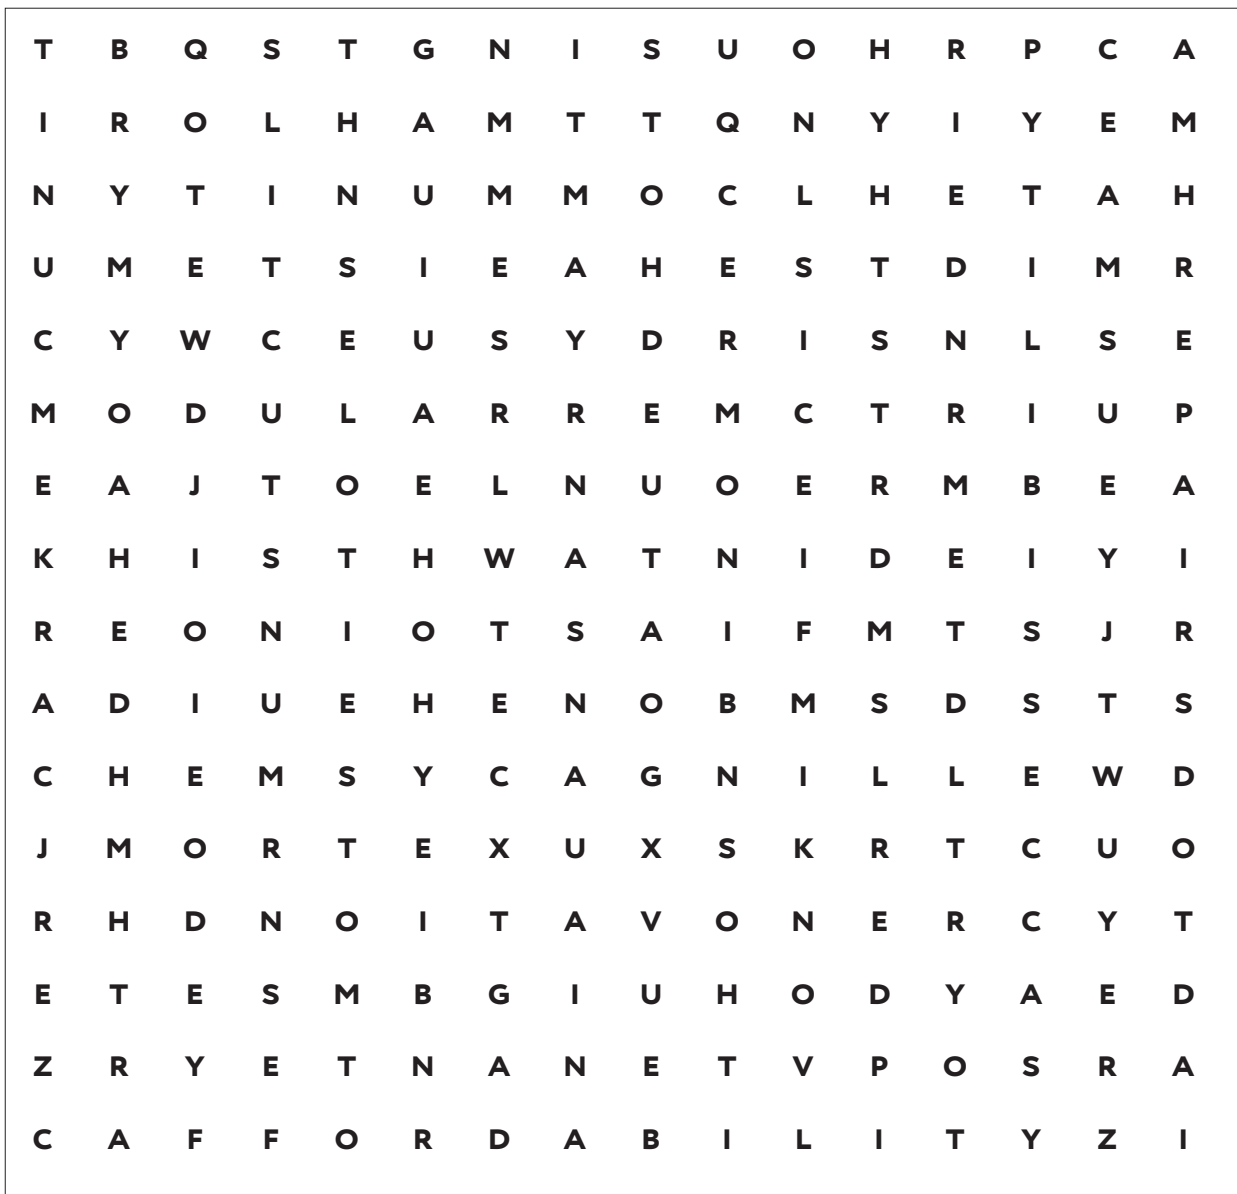 T B Q S T G N I S U O H R P C A
I R O L H A M T T Q N Y I Y E M
N Y T I N U M M O C L H E T A H
U M E T S I E A H E S T D I M R
C Y W C E U S Y D R I S N L S E
M O D U L A R R E M C T R I U P
E A J T O E L N U O E R M B E A
K H I S T H W A T N I D E I Y I
R E O N I O T S A I F M T S J R
A D I U E H E N O B M S D S T S
C H E M S Y C A G N I L L E W D
J M O R T E X U X S K R T C U O
R H D N O I T A V O N E R C Y T
E T E S M B G I U H O D Y A E D
Z R Y E T N A N E T V P O S R A
C A F F O R D A B I L I T Y Z I